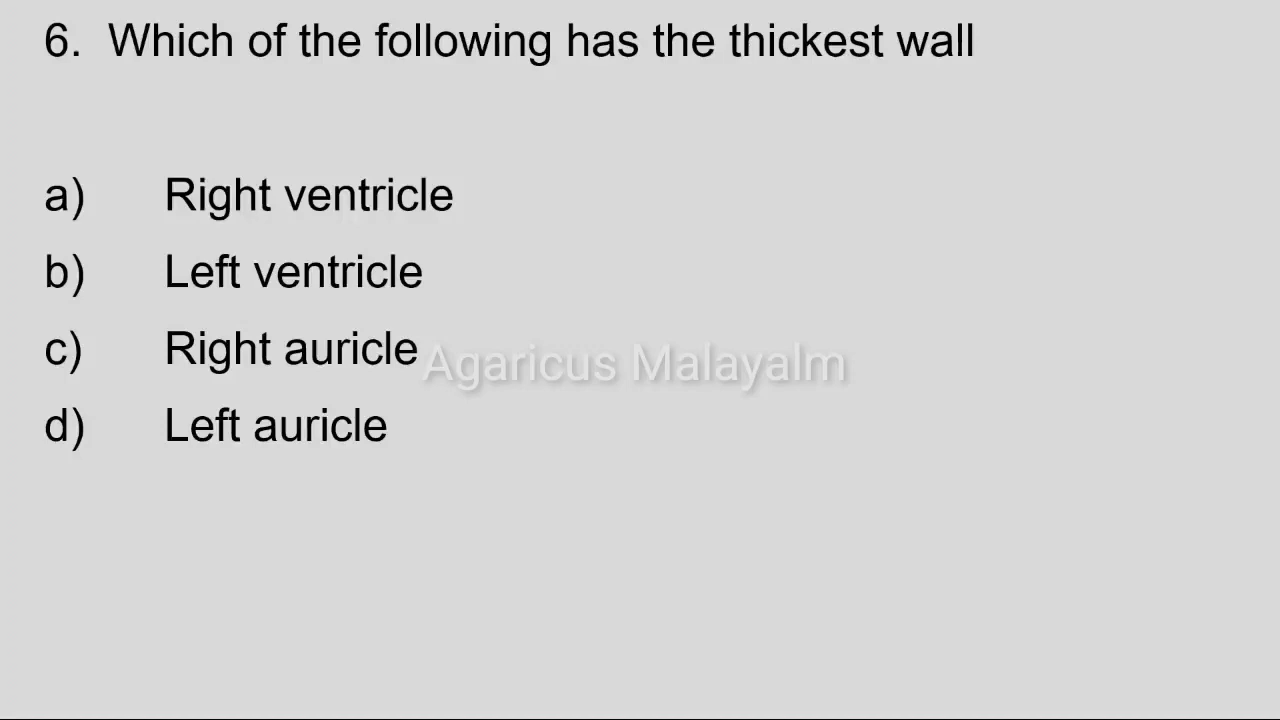 6. Which of the following has the thickest wall
a) Right ventricle
b) Left ventricle
c) Right auricle
Agaricus Malayalm
d) Left auricle